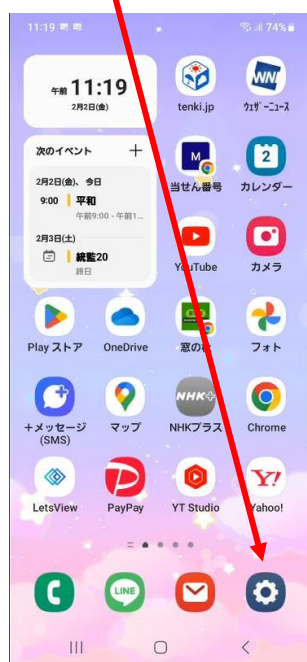 11:19
74%
午前 11:19
2月2日(金)
次のイベント +
2月2日(金)、今日
9:00 平和
午前9:00 - 午前1...
2月3日(土)
統監20
終日
tenki.jp
WNI
ウェザーニュース
M
当せん番号
2
カレンダー
YouTube
カメラ
Play ストア
OneDrive
窓の杜
フォト
+メッセージ
(SMS)
マップ
NHK+
NHKプラス
Chrome
LetsView
PayPay
YT Studio
Y!
Yahoo!
LINE